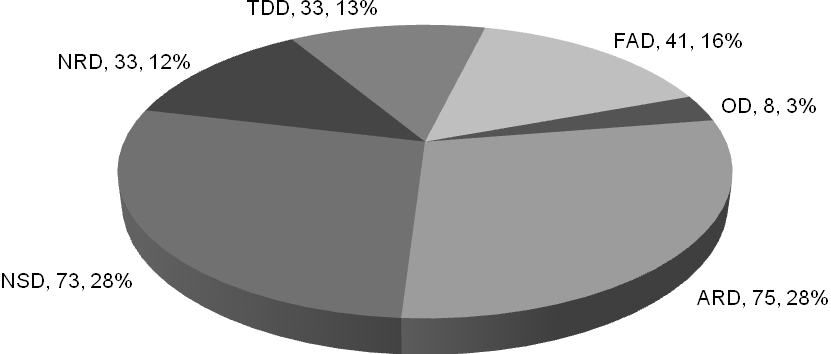 TDD, 33, 13%
FAD, 41, 16%
NRD, 33, 12%
OD, 8, 3%
NSD, 73, 28%
ARD, 75, 28%